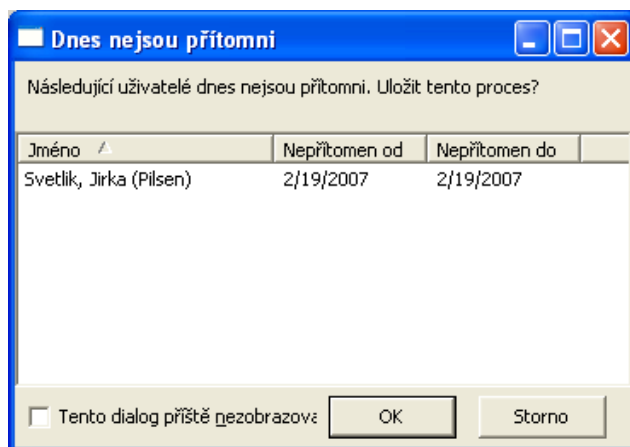 Dnes nejsou přítomni
Následující uživatelé dnes nejsou přítomni. Uložit tento proces?
Jméno Nepřítomen od Nepřítomen do
Svetlik, Jirka (Pilsen) 2/19/2007 2/19/2007
Tento dialog příště nezobrazova OK Storno